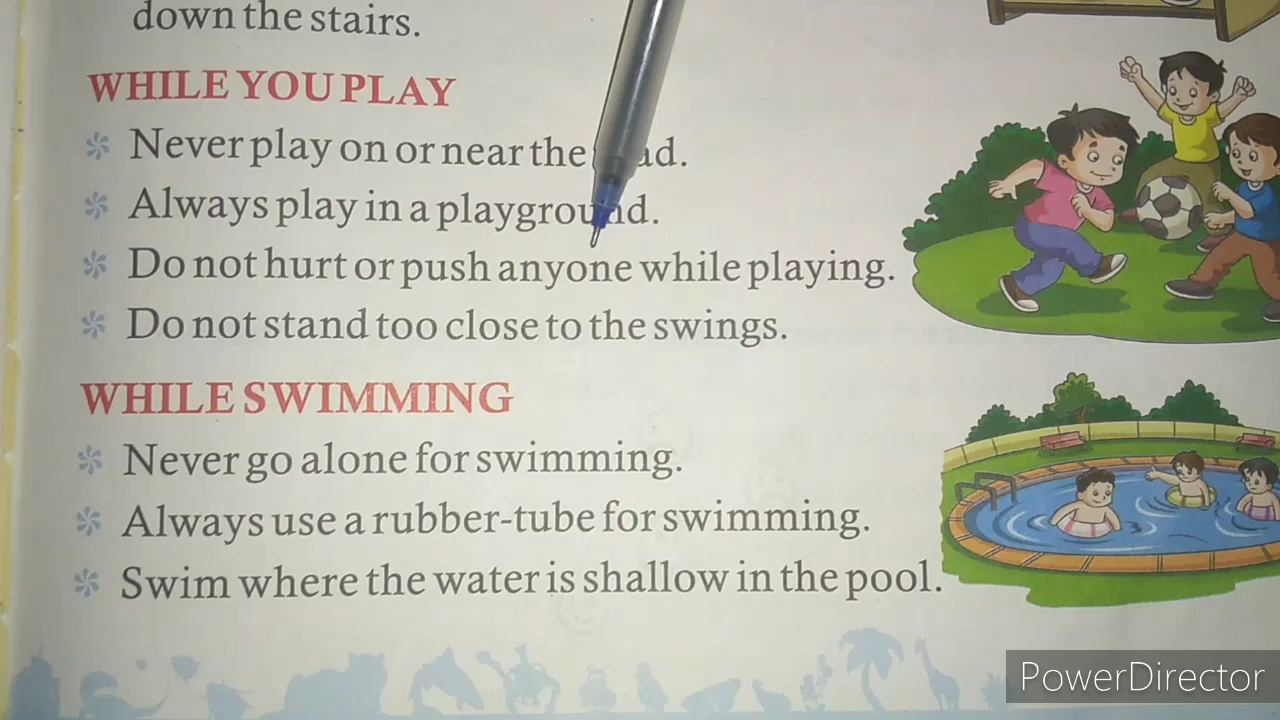 down the stairs.
WHILE YOU PLAY
Never play on or near the
Always play in a playground.
Do not hurt or push anyone while playing.
Do not stand too close to the swings.
WHILE SWIMMING
Never go alone for swimming.
Always use a rubber-tube for swimming.
Swim where the water is shallow in the pool.
PowerDirector